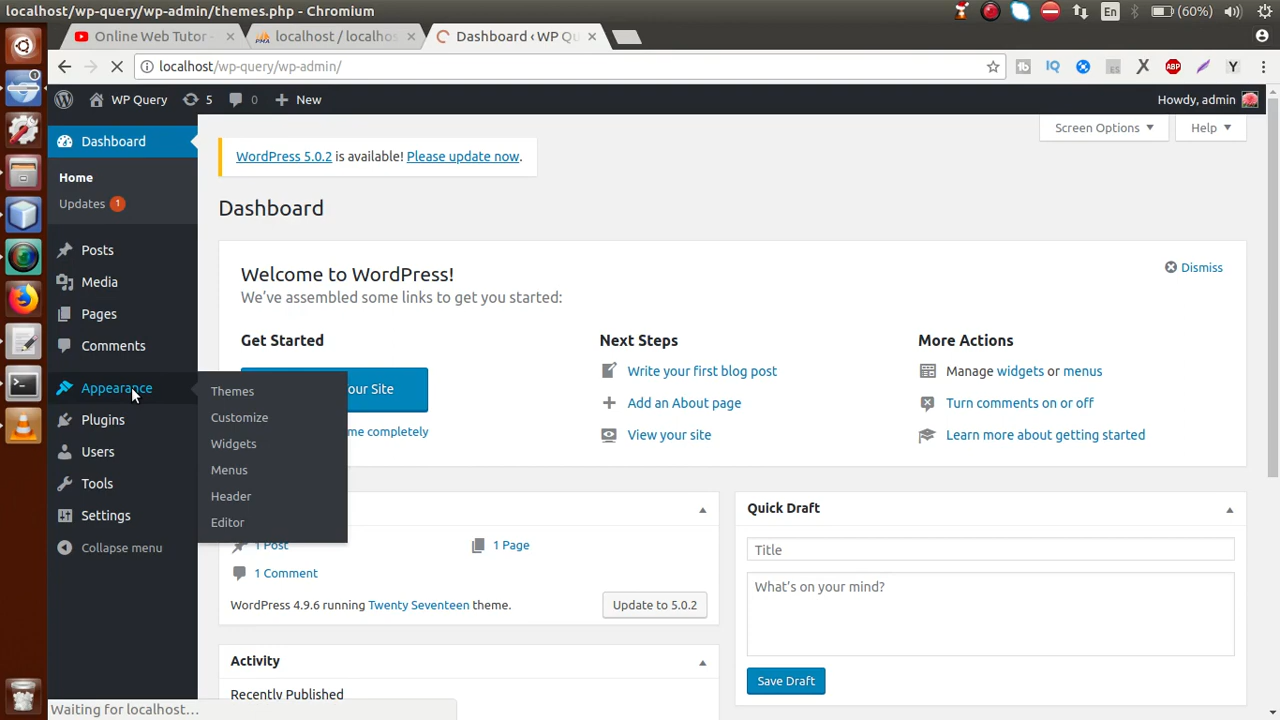 localhost/wp-query/wp-admin/themes.php - Chromium
En
(60%)
Online Web Tutor -
localhost / localhos
Dashboard ‹ WP Qu
localhost/wp-query/wp-admin/
WP Query
5
0
New
Howdy, admin
Dashboard
Home
Updates 1
Posts
Media
Pages
Comments
Appearance
Plugins
Users
Tools
Settings
Collapse menu
Themes
Customize
Widgets
Menus
Header
Editor
Screen Options
Help
WordPress 5.0.2 is available! Please update now.
Dashboard
Welcome to WordPress!
We've assembled some links to get you started:
Dismiss
Get Started
our Site
me completely
Next Steps
Write your first blog post
Add an About page
View your site
More Actions
Manage widgets or menus
Turn comments on or off
Learn more about getting started
1 Post
1 Page
1 Comment
WordPress 4.9.6 running Twenty Seventeen theme.
Update to 5.0.2
Activity
Recently Published
Quick Draft
Title
What's on your mind?
Save Draft
Waiting for localhost...